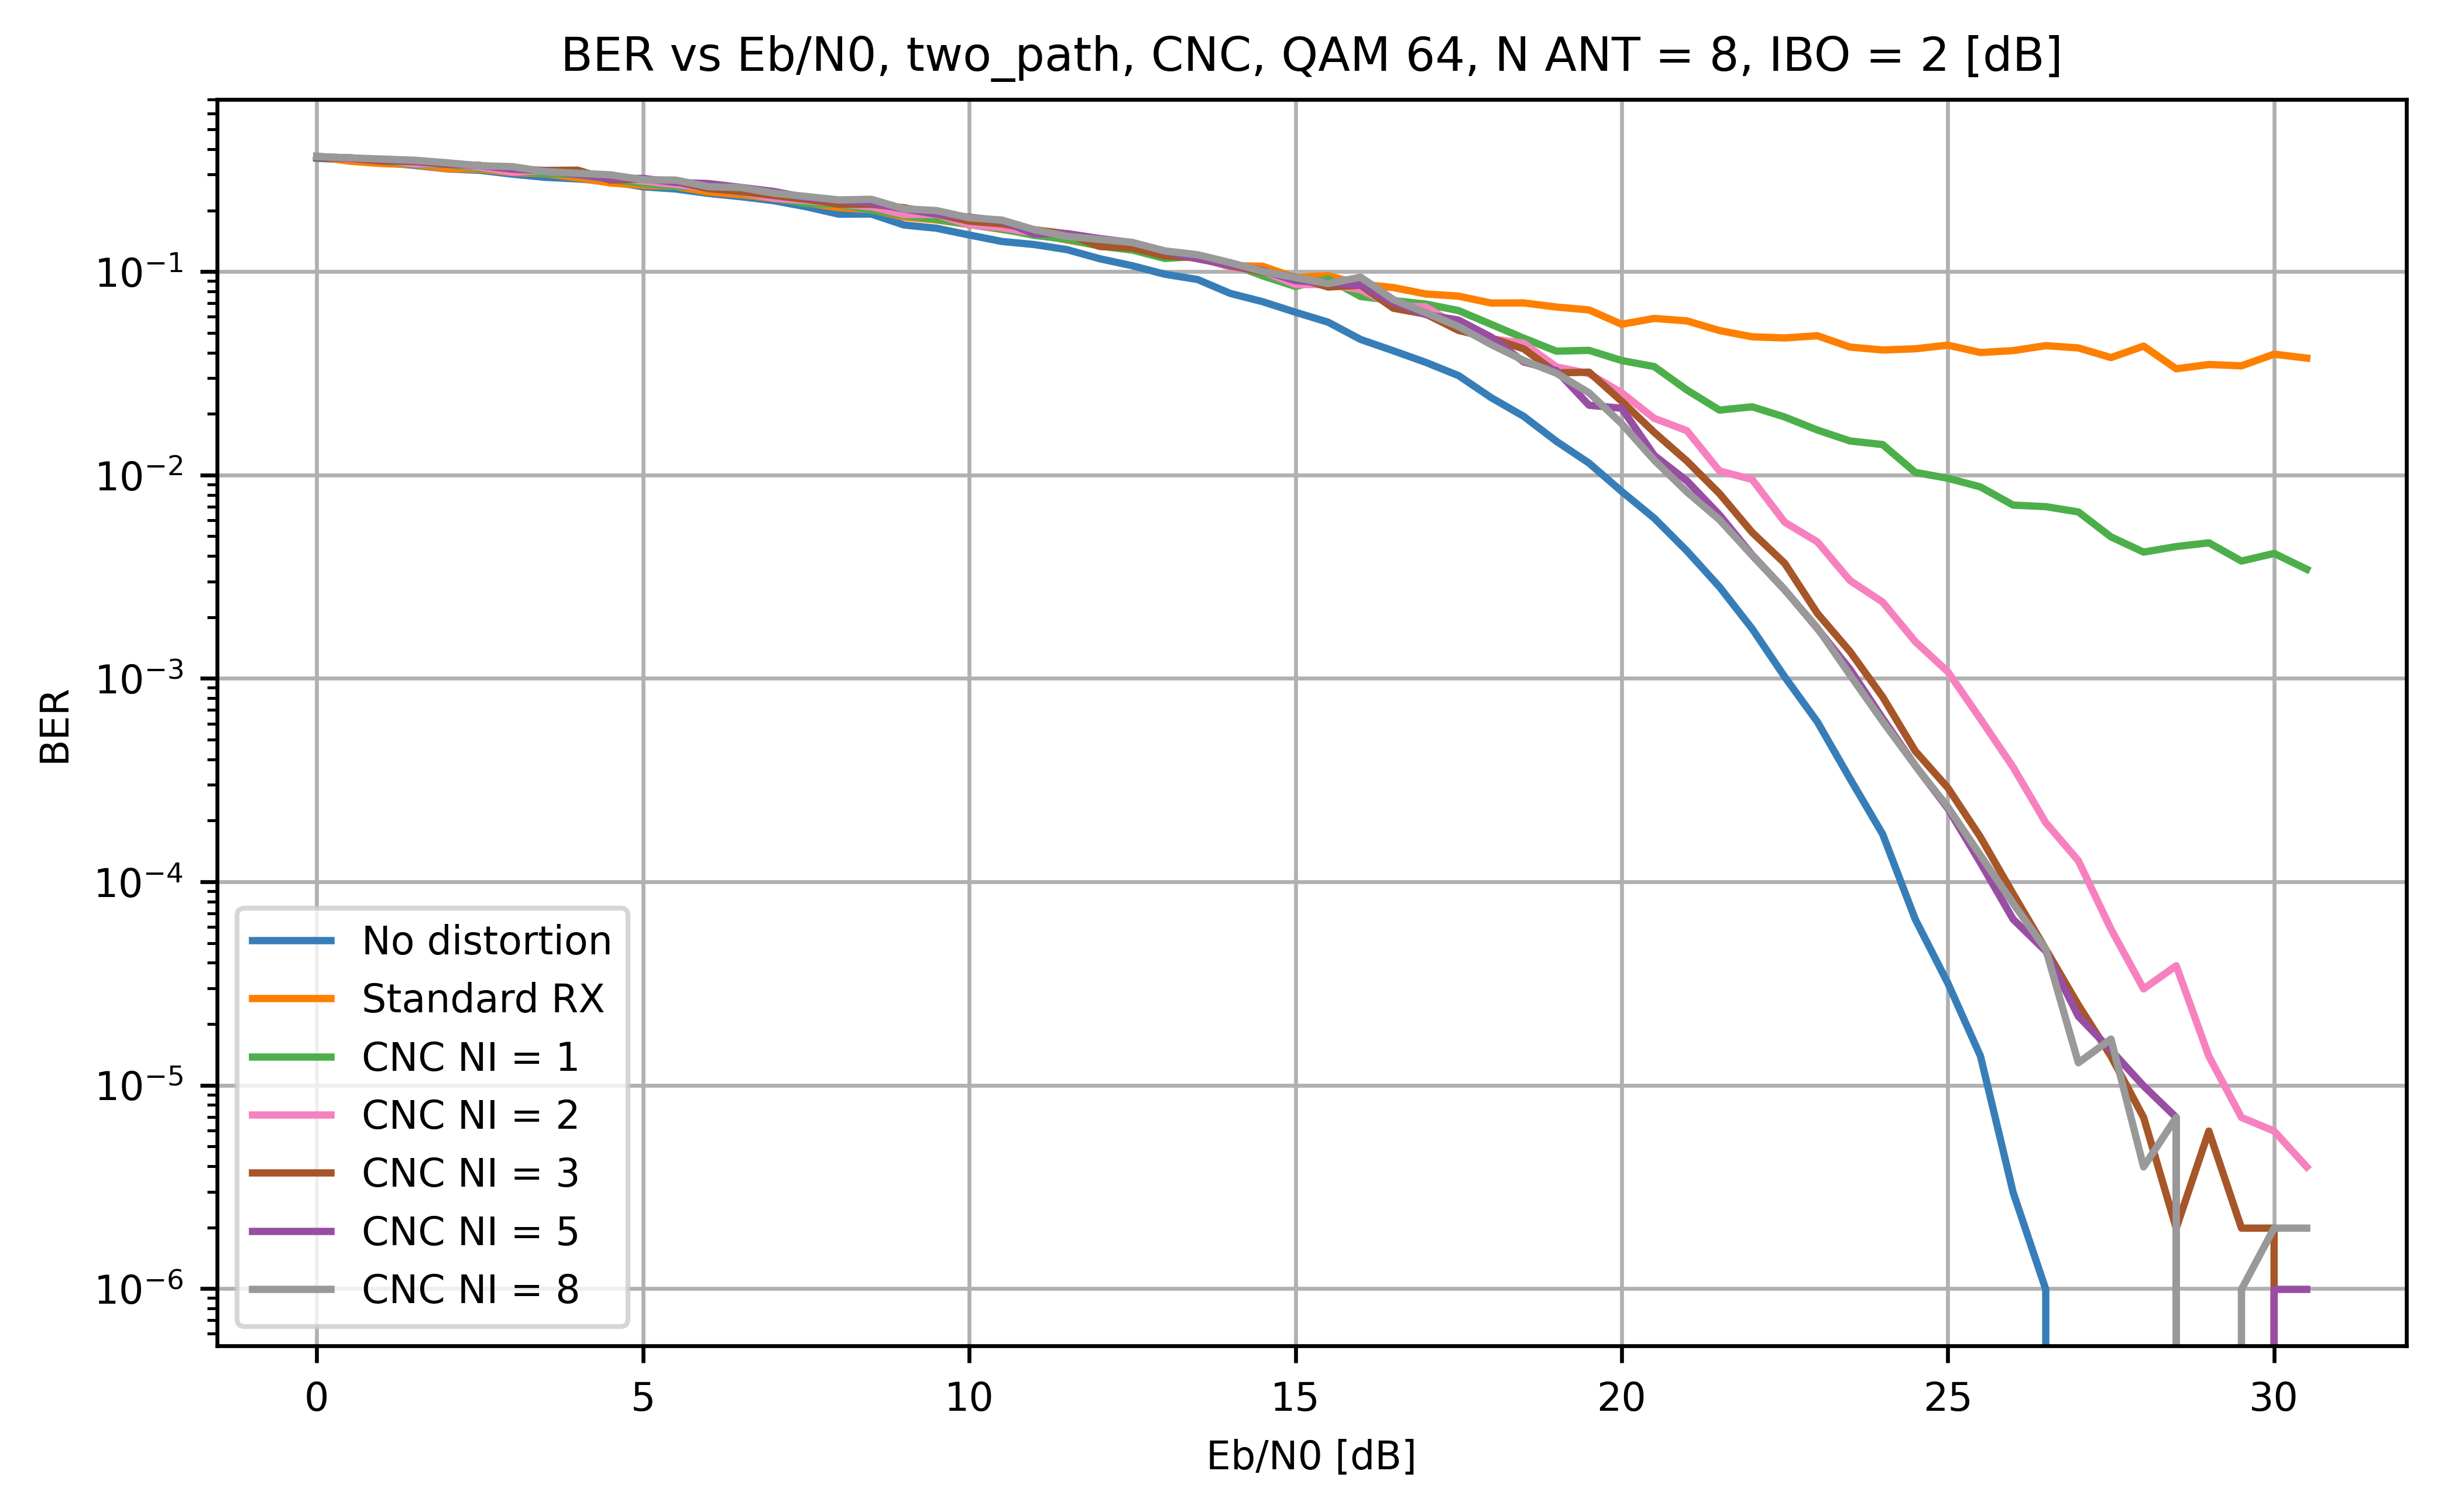 BER vs Eb/N0, two_path, CNC, QAM 64, N ANT = 8, IBO = 2 [dB]
BER
10⁻¹
10⁻²
10⁻³
10⁻⁴
10⁻⁵
10⁻⁶
No distortion
Standard RX
CNC NI = 1
CNC NI = 2
CNC NI = 3
CNC NI = 5
CNC NI = 8
0 5 10 15 20 25 30
Eb/N0 [dB]